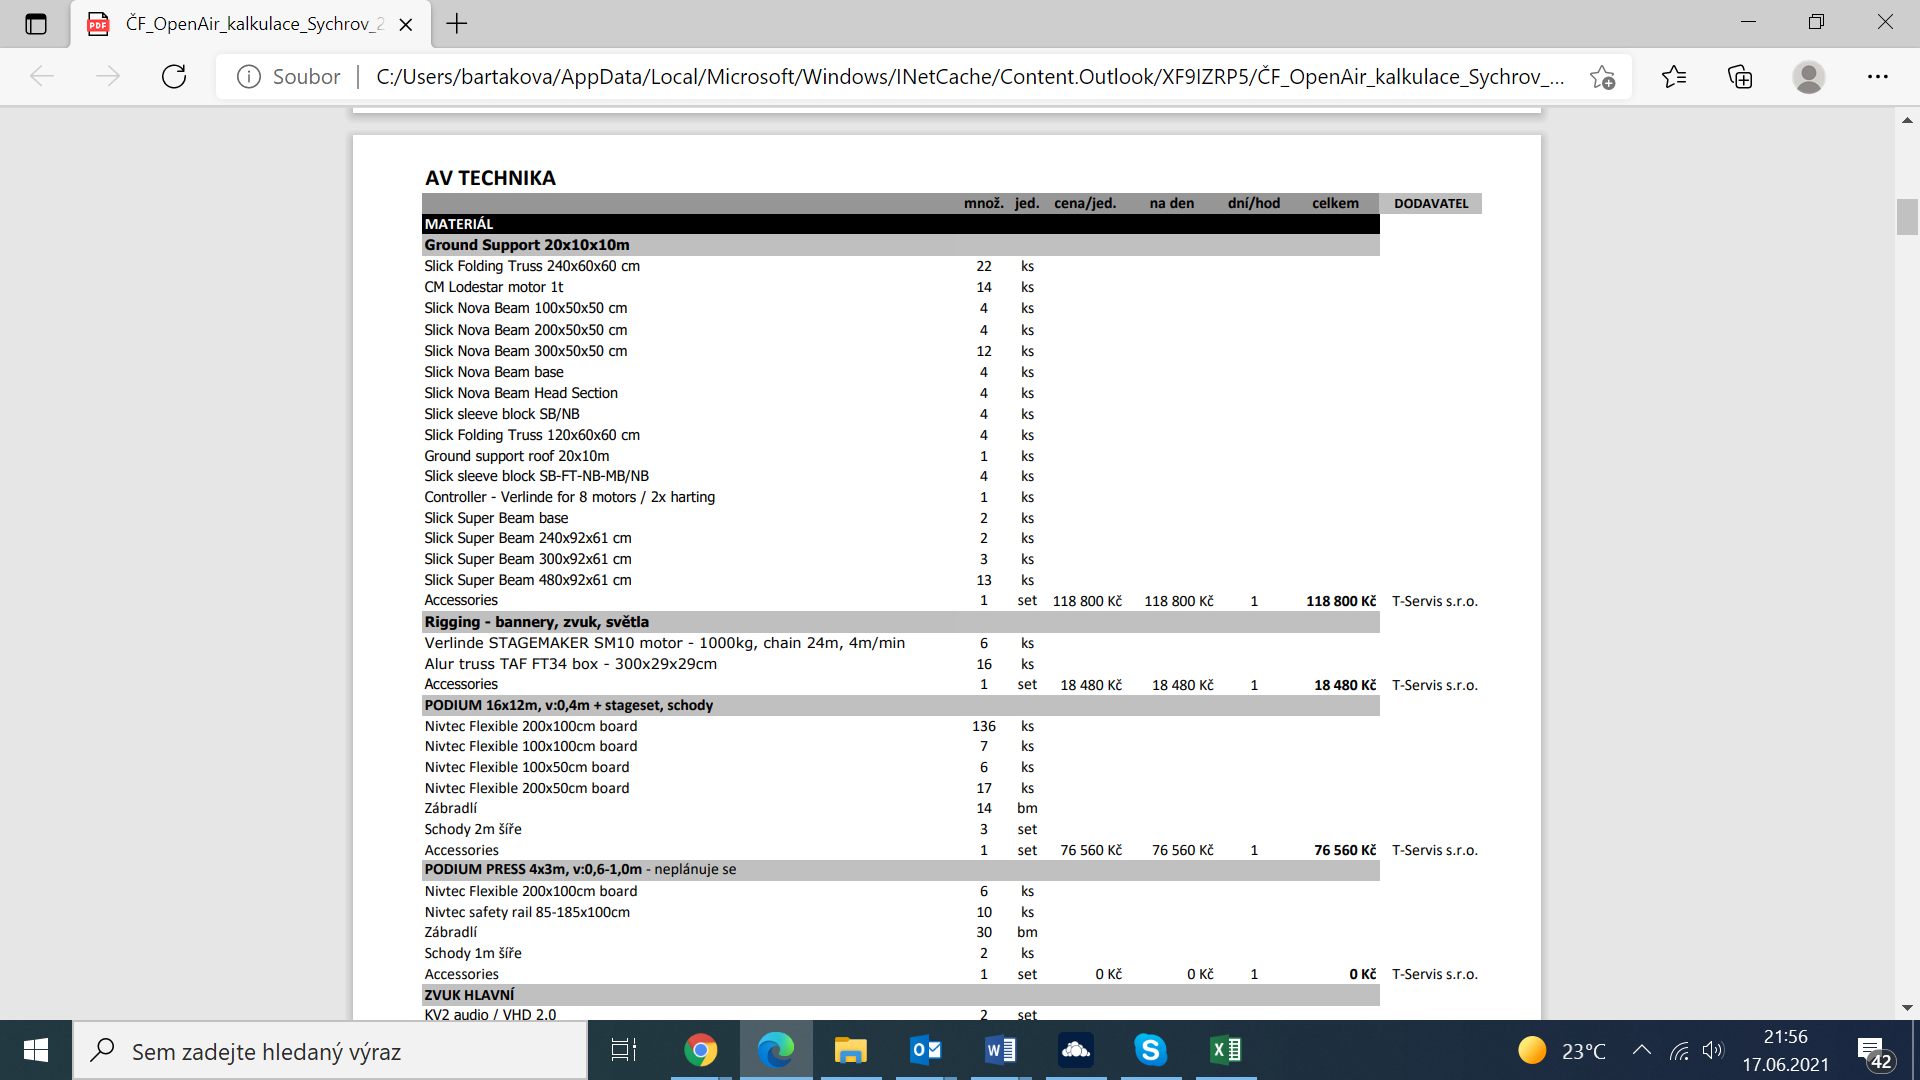 ČF_OpenAir_kalkulace_Sychrov_2
Soubor | C:/Users/bartakova/AppData/Local/Microsoft/Windows/INetCache/Content.Outlook/XF9IZRP5/ČF_OpenAir_kalkulace_Sychrov_...
AV TECHNIKA
množ. jed. cena/jed. na den dní/hod celkem DODAVATEL
MATERIÁL
Ground Support 20x10x10m
Slick Folding Truss 240x60x60 cm 22 ks
CM Lodestar motor 1t 14 ks
Slick Nova Beam 100x50x50 cm 4 ks
Slick Nova Beam 200x50x50 cm 4 ks
Slick Nova Beam 300x50x50 cm 12 ks
Slick Nova Beam base 4 ks
Slick Nova Beam Head Section 4 ks
Slick sleeve block SB/NB 4 ks
Slick Folding Truss 120x60x60 cm 4 ks
Ground support roof 20x10m 1 ks
Slick sleeve block SB-FT-NB-MB/NB 4 ks
Controller - Verlinde for 8 motors / 2x harting 1 ks
Slick Super Beam base 2 ks
Slick Super Beam 240x92x61 cm 2 ks
Slick Super Beam 300x92x61 cm 3 ks
Slick Super Beam 480x92x61 cm 13 ks
Accessories 1 set 118 800 Kč 118 800 Kč 1 118 800 Kč T-Servis s.r.o.
Rigging - bannery, zvuk, světla
Verlinde STAGEMAKER SM10 motor - 1000kg, chain 24m, 4m/min 6 ks
Alur truss TAF FT34 box - 300x29x29cm 16 ks
Accessories 1 set 18 480 Kč 18 480 Kč 1 18 480 Kč T-Servis s.r.o.
PODIUM 16x12m, v:0,4m + stageset, schody
Nivtec Flexible 200x100cm board 136 ks
Nivtec Flexible 100x100cm board 7 ks
Nivtec Flexible 100x50cm board 6 ks
Nivtec Flexible 200x50cm board 17 ks
Zábradlí 14 bm
Schody 2m šíře 3 set
Accessories 1 set 76 560 Kč 76 560 Kč 1 76 560 Kč T-Servis s.r.o.
PODIUM PRESS 4x3m, v:0,6-1,0m - neplánuje se
Nivtec Flexible 200x100cm board 6 ks
Nivtec safety rail 85-185x100cm 10 ks
Zábradlí 30 bm
Schody 1m šíře 2 ks
Accessories 1 set 0 Kč 0 Kč 1 0 Kč T-Servis s.r.o.
ZVUK HLAVNÍ
KV2 audio / VHD 2.0 2 set
Sem zadejte hledaný výraz
23°C
21:56
17.06.2021
42